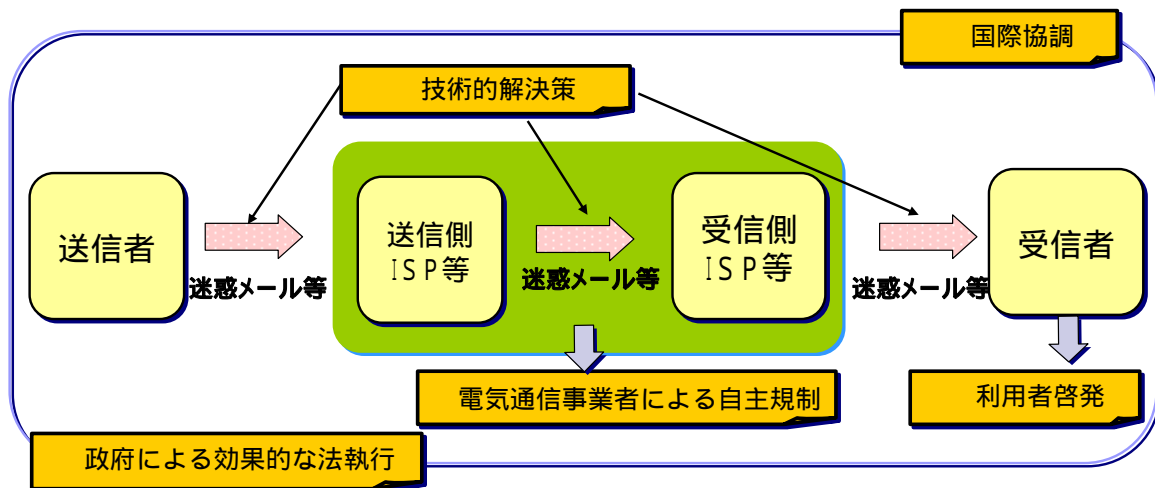 国際協調
技術的解決策
送信者
迷惑メール等
送信側
ISP等
迷惑メール等
受信側
ISP等
迷惑メール等
受信者
電気通信事業者による自主規制
利用者啓発
政府による効果的な法執行